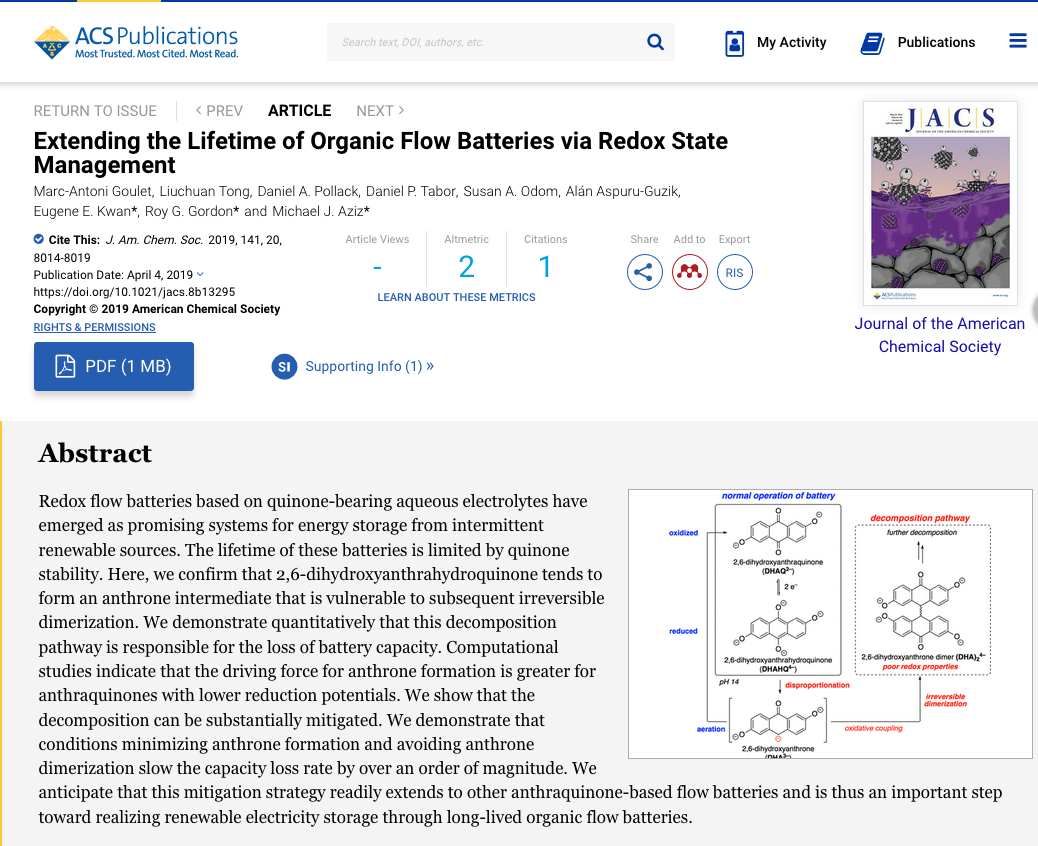 ACS Publications
Most Trusted. Most Cited. Most Read.
Search text, DOI, authors, etc.
My Activity
Publications
RETURN TO ISSUE
< PREV
ARTICLE
NEXT >
Extending the Lifetime of Organic Flow Batteries via Redox State
Management
Marc-Antoni Goulet, Liuchuan Tong, Daniel A. Pollack, Daniel P. Tabor, Susan A. Odom, Alán Aspuru-Guzik,
Eugene E. Kwan*, Roy G. Gordon* and Michael J. Aziz*
Cite This: J. Am. Chem. Soc. 2019, 141, 20,
8014-8019
Publication Date: April 4, 2019
https://doi.org/10.1021/jacs.8b13295
Copyright © 2019 American Chemical Society
RIGHTS & PERMISSIONS
Article Views
-
Altmetric
2
Citations
1
LEARN ABOUT THESE METRICS
Share
Add to
Export
RIS
JACS
JOURNAL OF THE AMERICAN CHEMICAL SOCIETY
ACS Publications
Journal of the American
Chemical Society
PDF (1 MB)
SI
Supporting Info (1) »
Abstract
Redox flow batteries based on quinone-bearing aqueous electrolytes have
emerged as promising systems for energy storage from intermittent
renewable sources. The lifetime of these batteries is limited by quinone
stability. Here, we confirm that 2,6-dihydroxyanthrahydroquinone tends to
form an anthrone intermediate that is vulnerable to subsequent irreversible
dimerization. We demonstrate quantitatively that this decomposition
pathway is responsible for the loss of battery capacity. Computational
studies indicate that the driving force for anthrone formation is greater for
anthraquinones with lower reduction potentials. We show that the
decomposition can be substantially mitigated. We demonstrate that
conditions minimizing anthrone formation and avoiding anthrone
dimerization slow the capacity loss rate by over an order of magnitude. We
anticipate that this mitigation strategy readily extends to other anthraquinone-based flow batteries and is thus an important step
toward realizing renewable electricity storage through long-lived organic flow batteries.
normal operation of battery
oxidized
O
O
O
O
2,6-dihydroxyanthraquinone
(DHAQ²⁻)
2 e⁻
reduced
O
O
O
O
2,6-dihydroxyanthrahydroquinone
(DHAHQ⁴⁻)
pH 14
disproportionation
aeration
O
O
O
2,6-dihydroxyanthrone
(DHA³⁻)
decomposition pathway
further decomposition
O
O
O
O
O
O
2,6-dihydroxyanthrone dimer (DHA)₂⁴⁻
poor redox properties
irreversible
dimerization
oxidative coupling